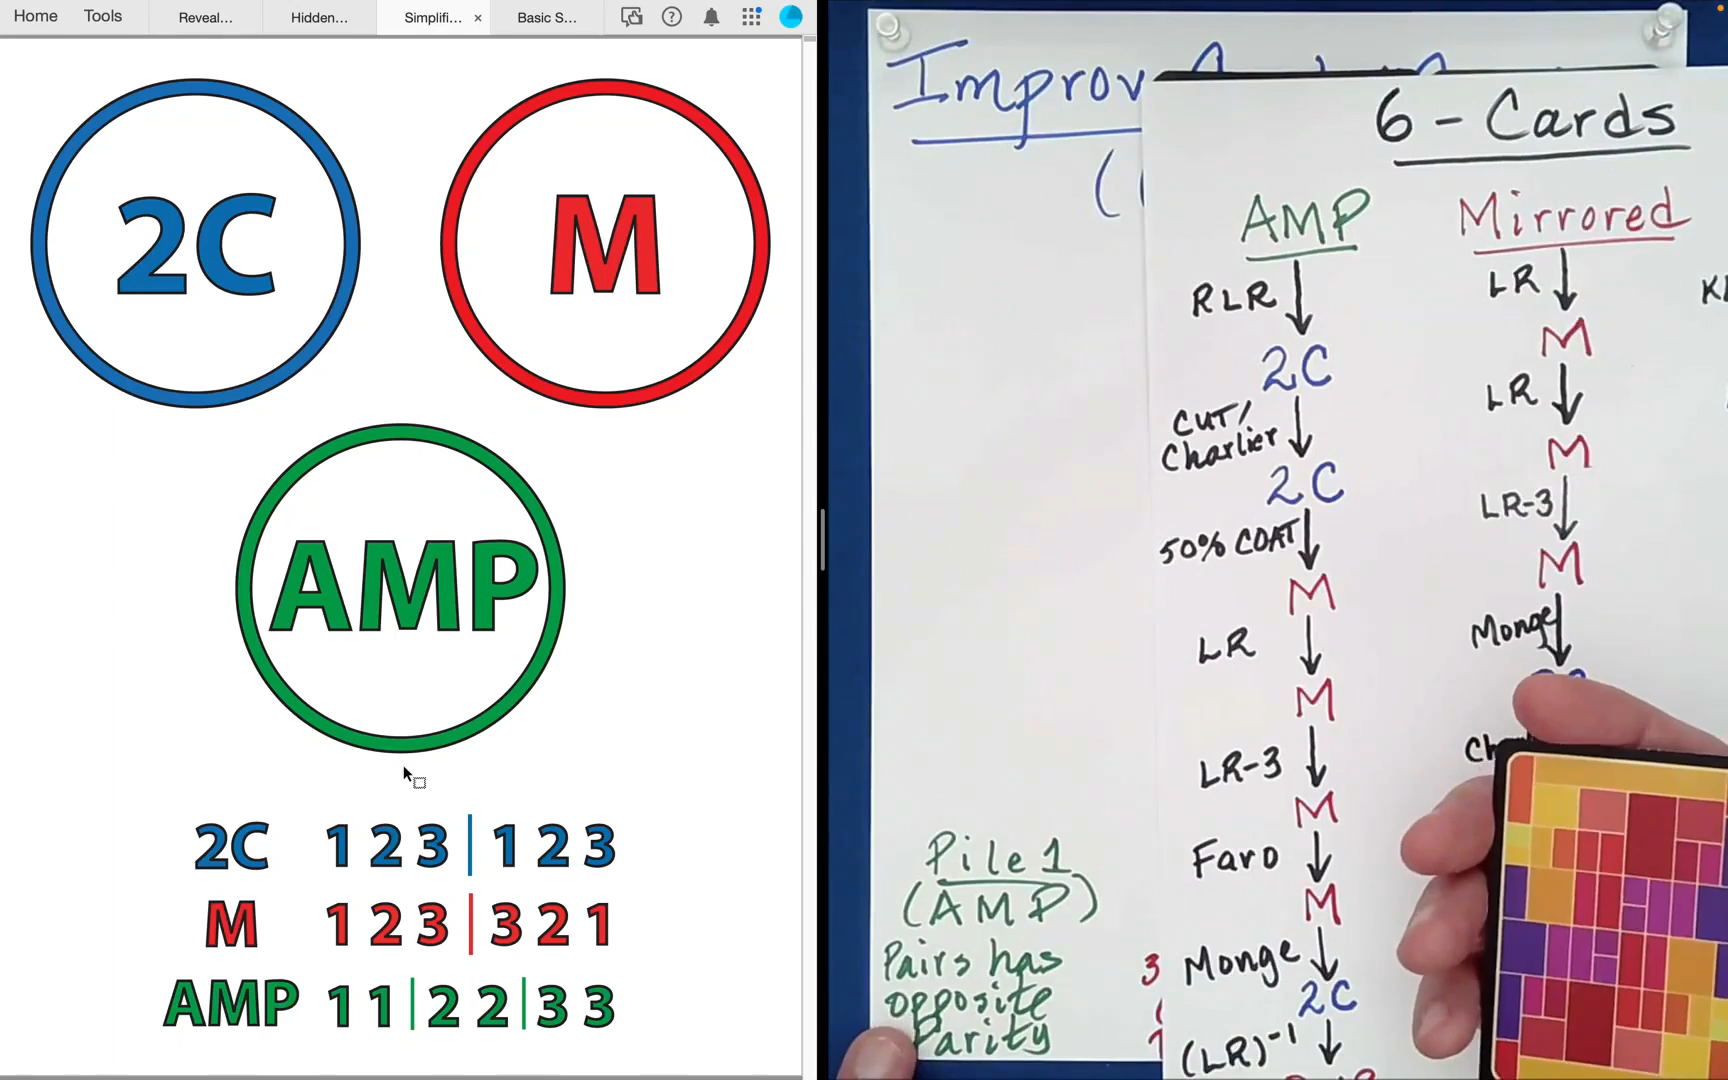 Home Tools Reveal... Hidden... Simplifi... × Basic S...
2C M
AMP
2C 1 2 3 | 1 2 3
M 1 2 3 | 3 2 1
AMP 1 1 | 2 2 | 3 3
Improv
(
6 - Cards
AMP
RLR
2C
CUT/
Charlier
2C
50% COAT
M
LR
M
LR-3
M
Faro
M
Monge
2C
(LR)-1
Mirrored
LR
M
LR
M
LR-3
M
Monge
Pile 1
(AMP)
Pairs has
opposite
Parity
3